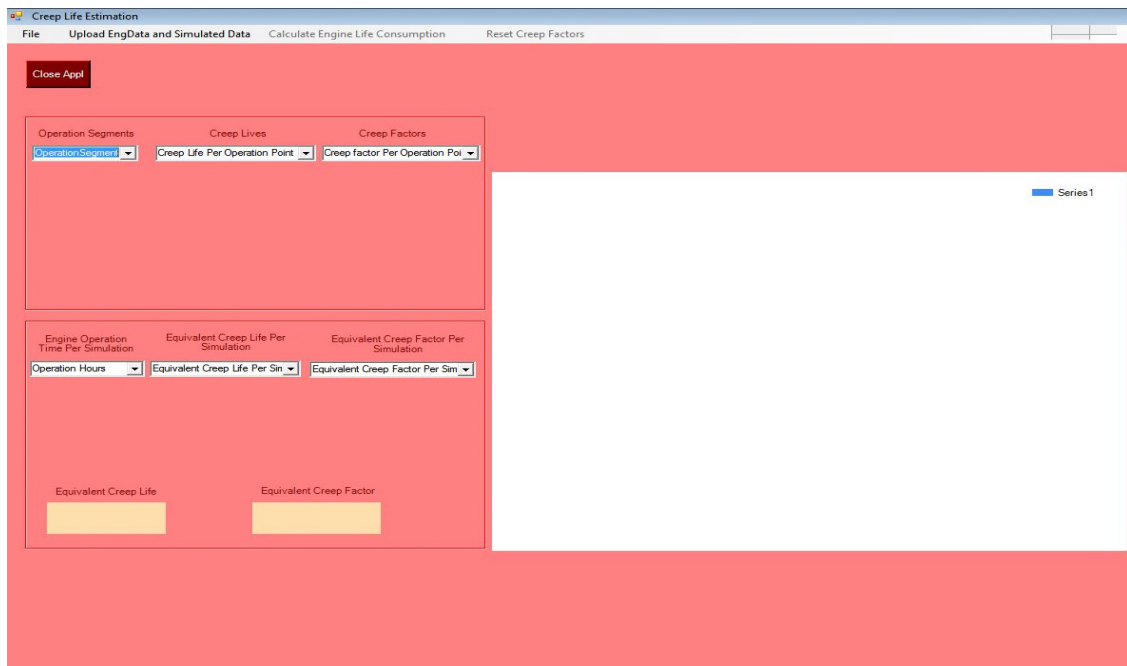 Creep Life Estimation
File Upload EngData and Simulated Data Calculate Engine Life Consumption Reset Creep Factors
Close Appl
Operation Segments Creep Lives Creep Factors
OperationSegment Creep Life Per Operation Point Creep factor Per Operation Poi
Series1
Engine Operation
Time Per Simulation
Equivalent Creep Life Per
Simulation
Equivalent Creep Factor Per
Simulation
Operation Hours Equivalent Creep Life Per Sin Equivalent Creep Factor Per Sim
Equivalent Creep Life Equivalent Creep Factor